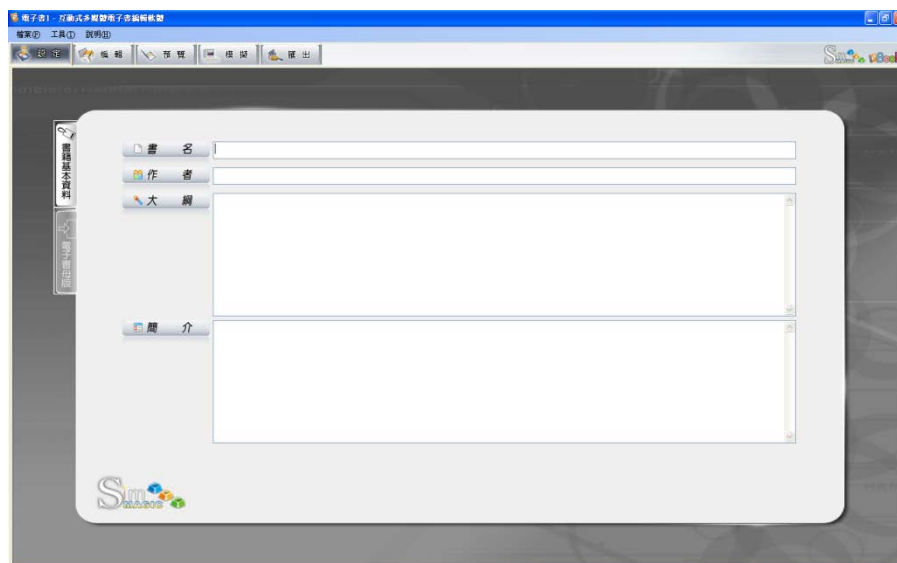 電子書1 - 互動式多媒體電子書編輯軟體
檔案(F) 工具(T) 說明(H)
設定 編輯 預覽 模擬 匯出
書籍基本資料
電子書母版
書 名
作 者
大 綱
簡 介
Sim
MAGIC